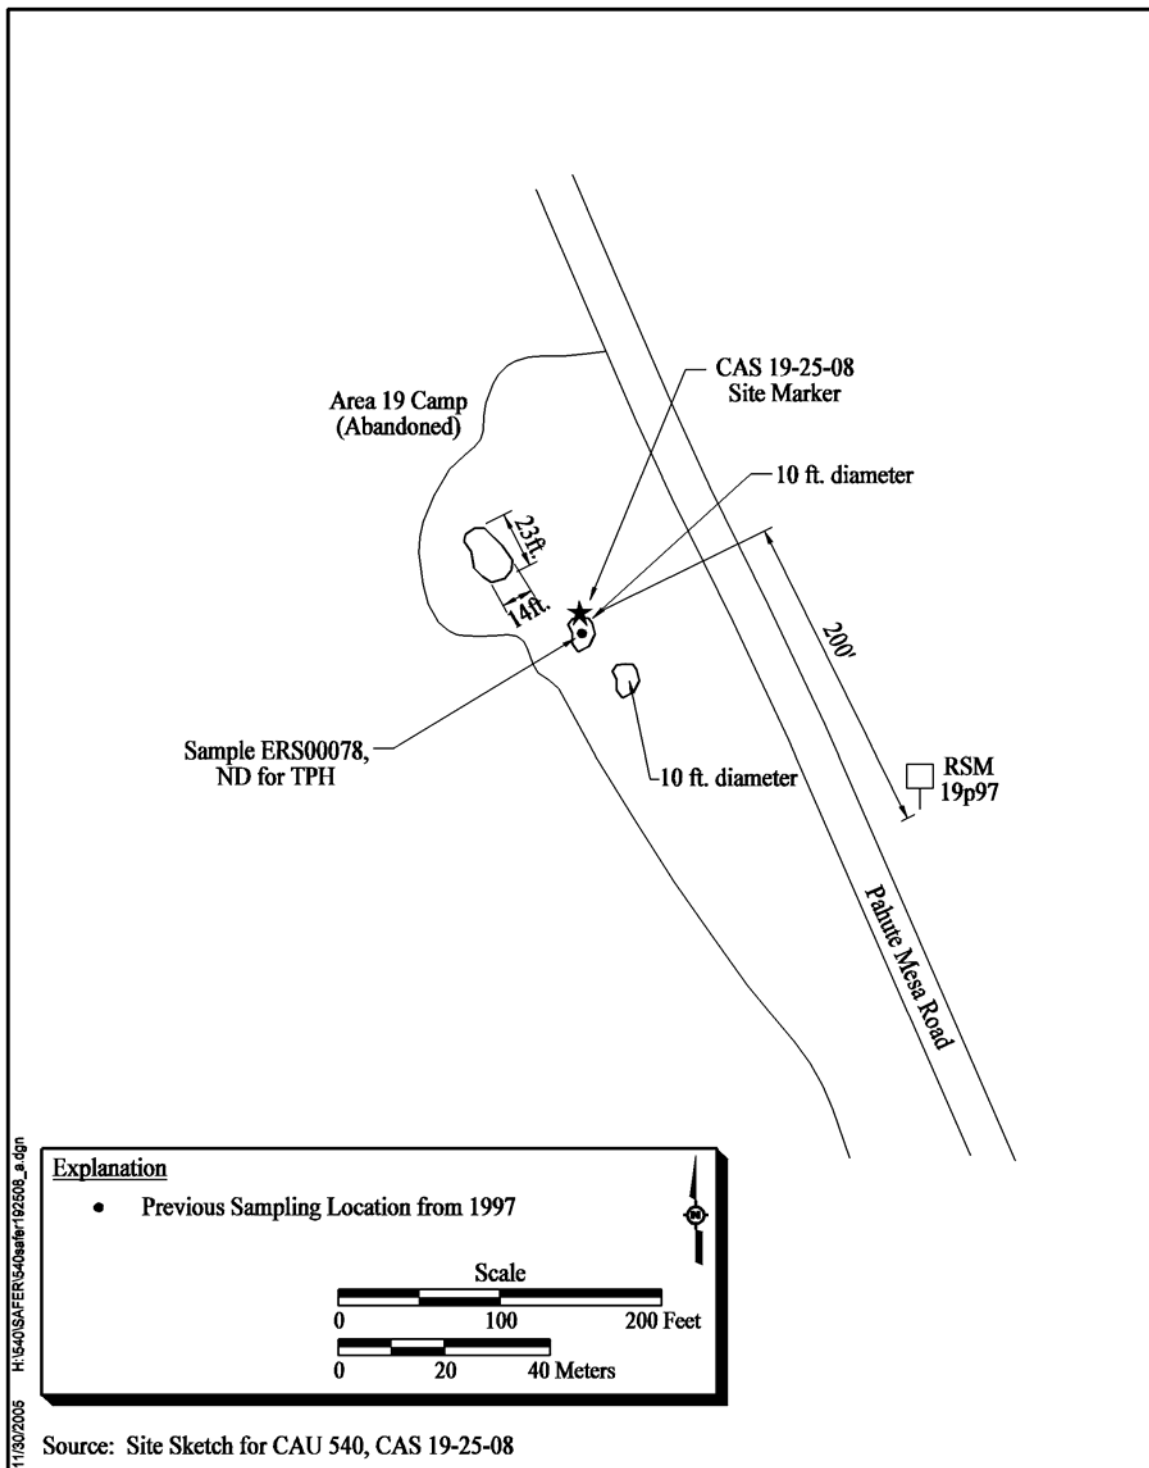 Area 19 Camp
(Abandoned)
CAS 19-25-08
Site Marker
10 ft. diameter
23ft.
14ft.
200'
Sample ERS00078,
ND for TPH
10 ft. diameter
RSM
19p97
Pahute Mesa Road
Explanation
Previous Sampling Location from 1997
N
Scale
0 100 200 Feet
0 20 40 Meters
11/30/2005 H:\540\SAFER\540safer192508_a.dgn
Source: Site Sketch for CAU 540, CAS 19-25-08